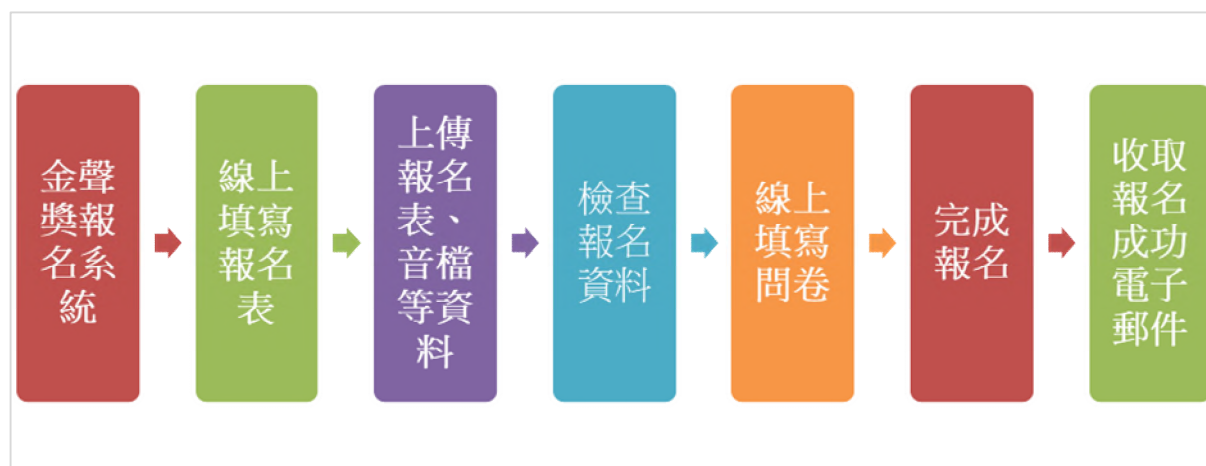 金聲
獎報
名系
統
線上
填寫
報名
表
上傳
報名
表、
音檔
等資
料
檢查
報名
資料
線上
填寫
問卷
完成
報名
收取
報名
成功
電子
郵件